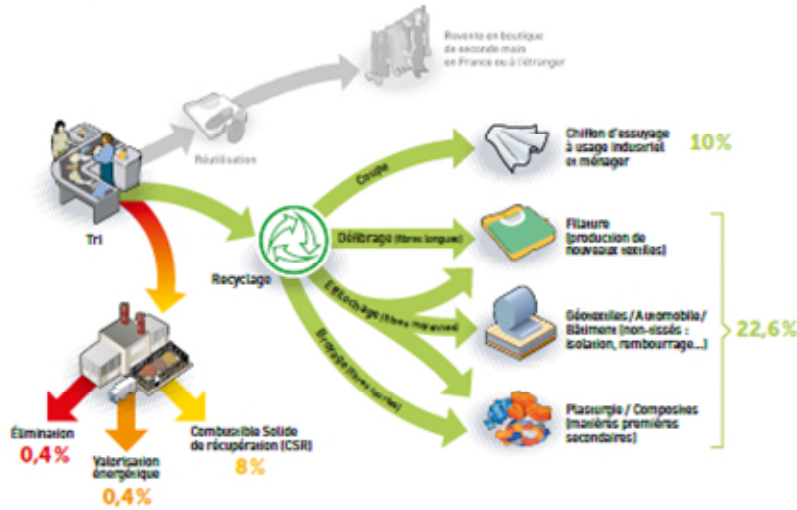 Revente en boutique
de seconde main
en France ou à l'étranger
Réutilisation
Tri
Recyclage
Coupe
Chiffon d'essuyage
à usage industriel
et ménager
10%
Défibrage (fibres longues)
Filature
(production de
nouveaux textiles)
Effilochage (fibres moyennes)
Géotextiles / Automobile /
Bâtiment (non-tissés :
isolation, rembourrage...)
22,6%
Broyage (fibres courtes)
Plasturgie / Composites
(matières premières
secondaires)
Élimination
0,4%
Valorisation
énergétique
0,4%
Combustible Solide
de récupération (CSR)
8%